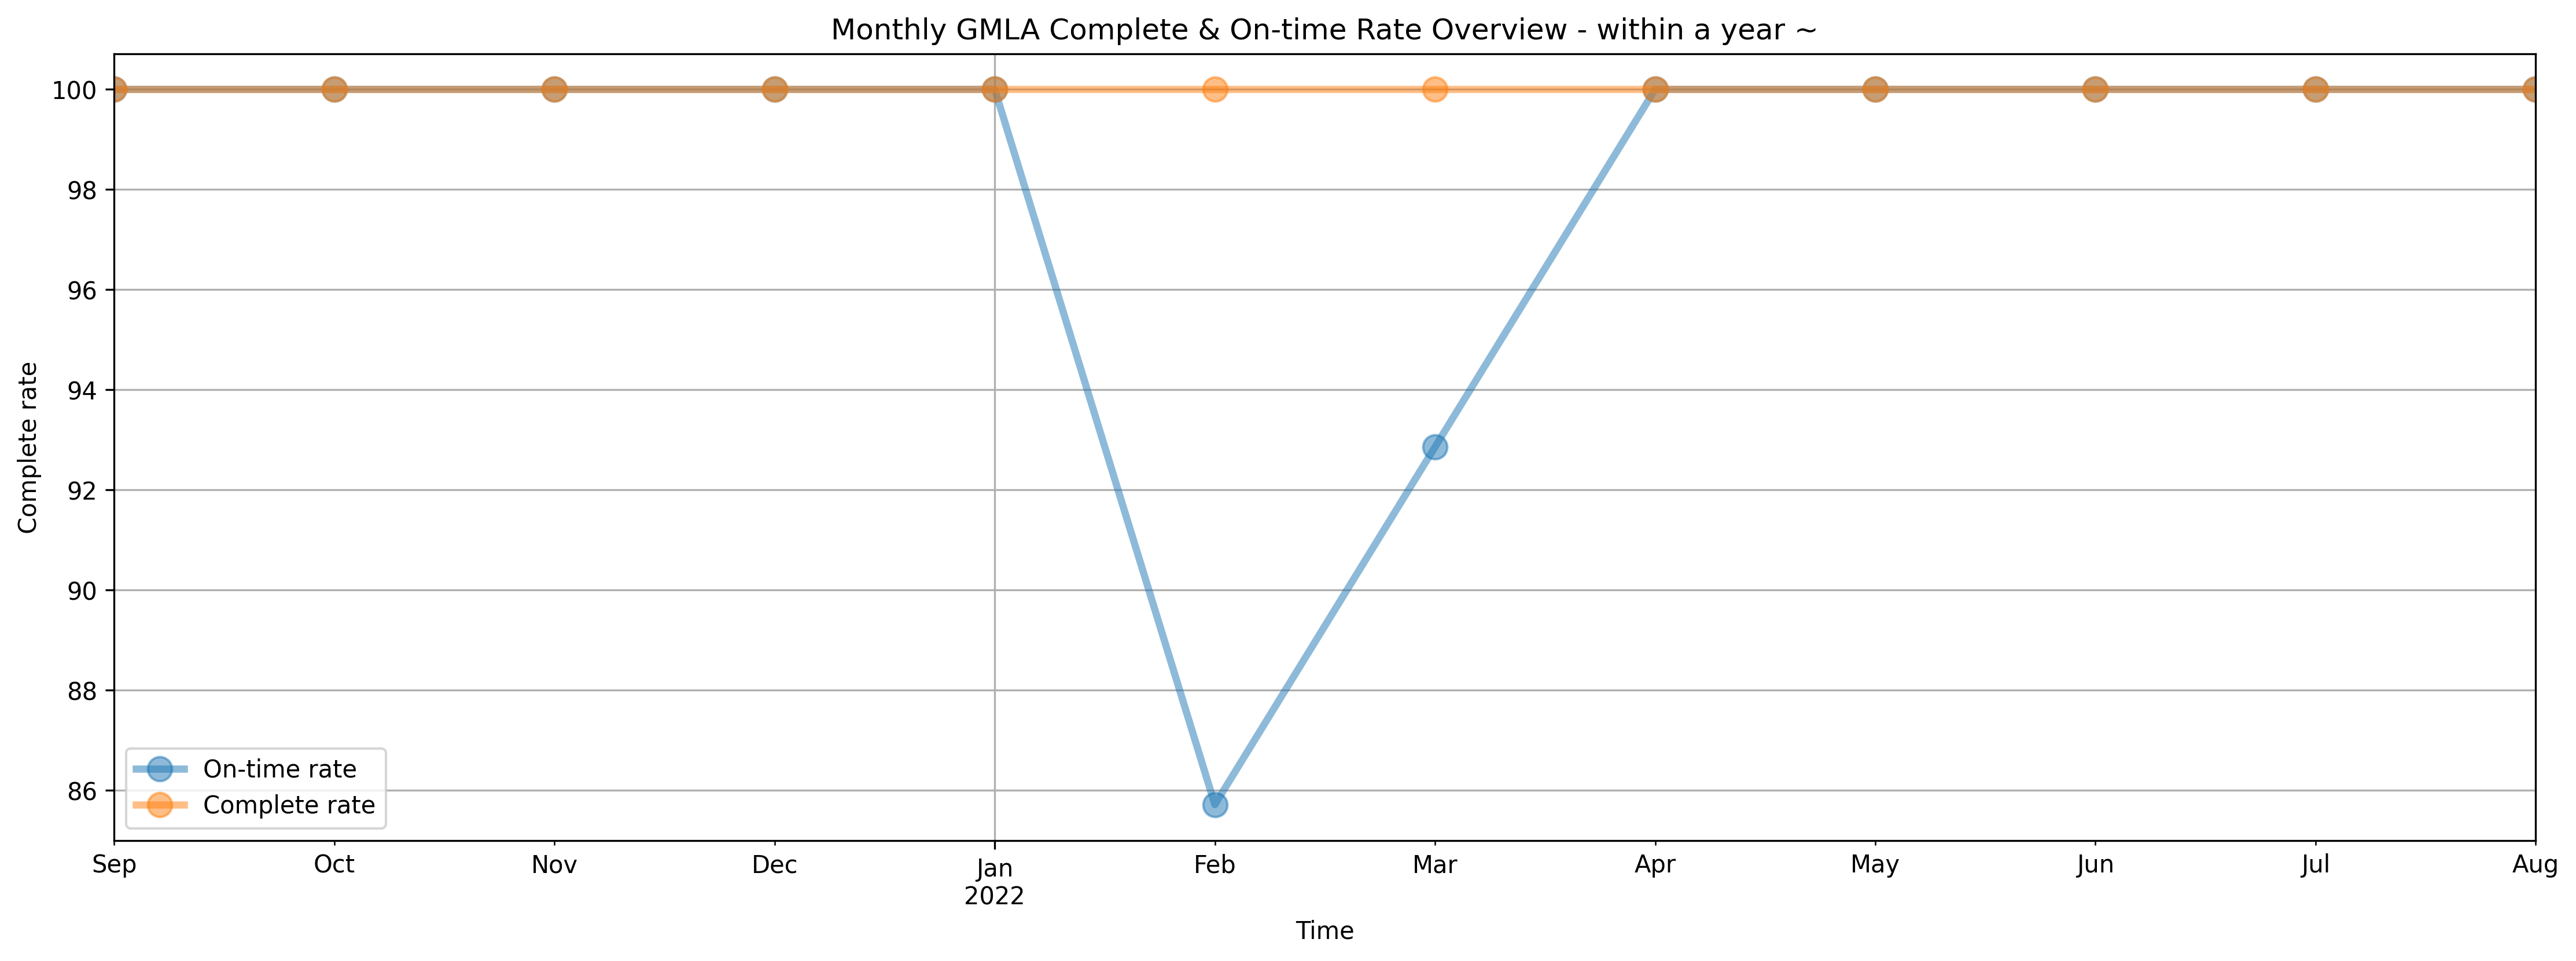 Monthly GMLA Complete & On-time Rate Overview - within a year ~
100
98
96
94
92
90
88
86
Complete rate
On-time rate
Complete rate
Sep Oct Nov Dec Jan Feb Mar Apr May Jun Jul Aug
2022
Time